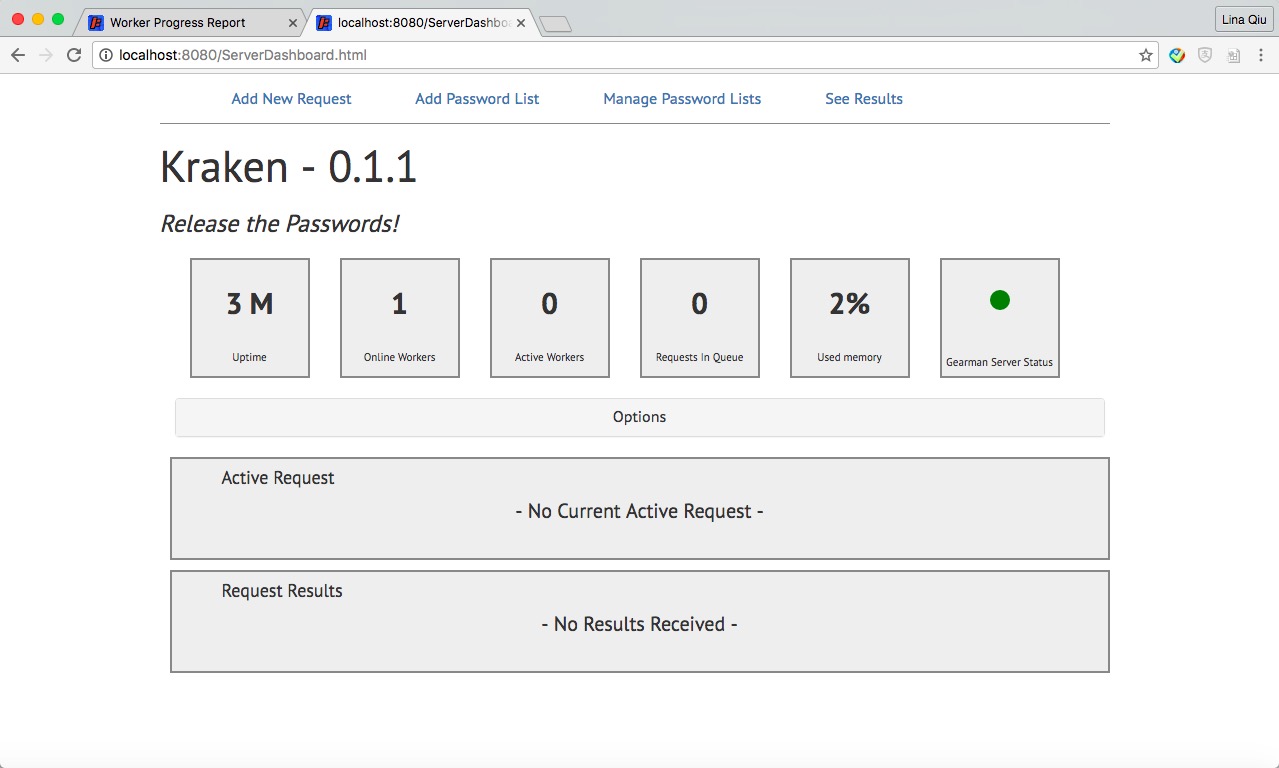 Worker Progress Report
localhost:8080/ServerDashbo
Lina Qiu
localhost:8080/ServerDashboard.html
Add New Request Add Password List Manage Password Lists See Results
Kraken - 0.1.1
Release the Passwords!
3 M 1 0 0 2%
Uptime Online Workers Active Workers Requests In Queue Used memory Gearman Server Status
Options
Active Request
- No Current Active Request -
Request Results
- No Results Received -